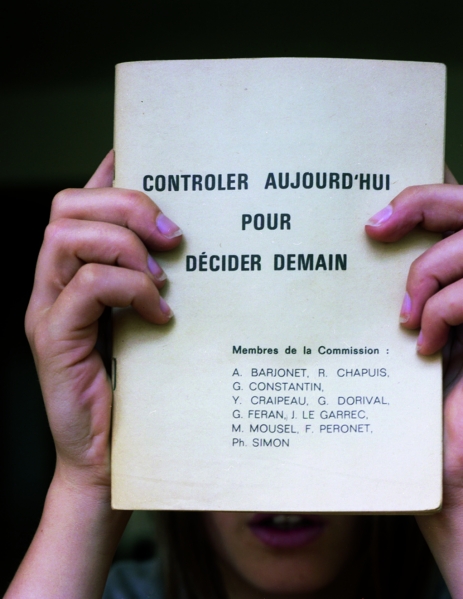 CONTROLER AUJOURD'HUI
POUR
DÉCIDER DEMAIN
Membres de la Commission :
A. BARJONET, R. CHAPUIS,
G. CONSTANTIN,
Y. CRAIPEAU, G. DORIVAL,
G. FERAN, J. LE GARREC,
M. MOUSEL, F. PERONET,
Ph. SIMON